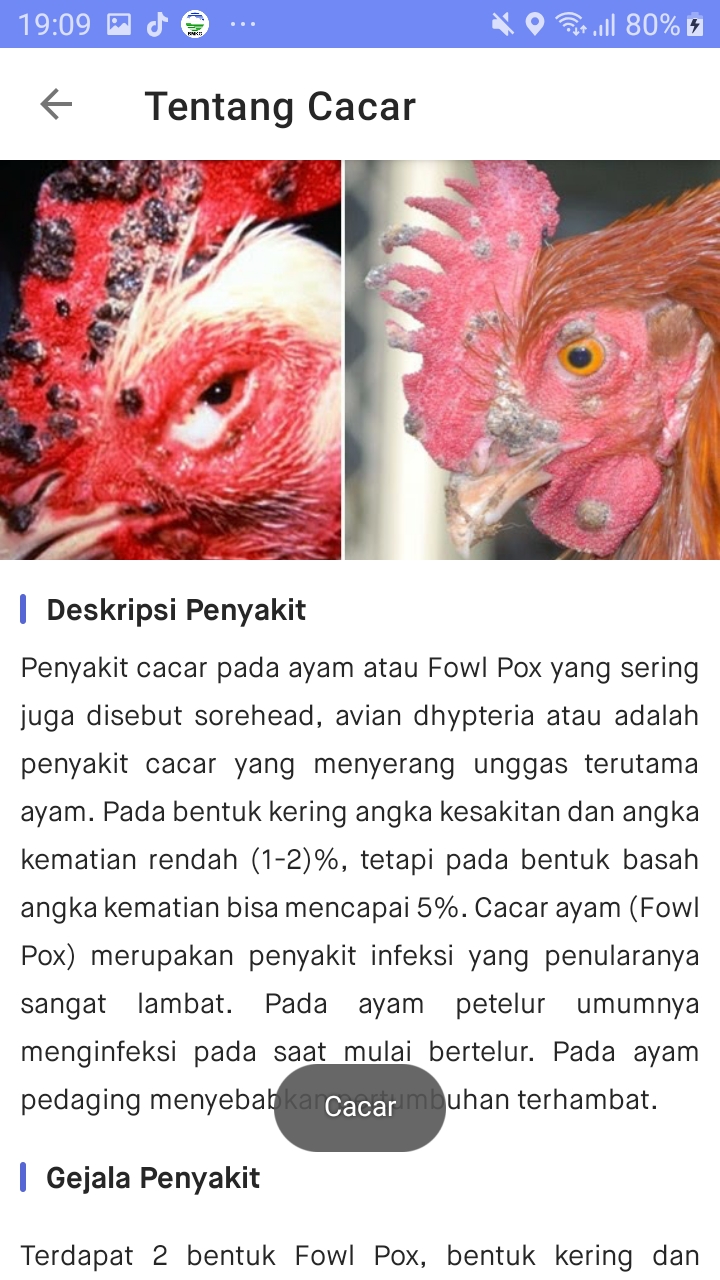 19:09
80%
Tentang Cacar
Deskripsi Penyakit
Penyakit cacar pada ayam atau Fowl Pox yang sering
juga disebut sorehead, avian dhypteria atau adalah
penyakit cacar yang menyerang unggas terutama
ayam. Pada bentuk kering angka kesakitan dan angka
kematian rendah (1-2)%, tetapi pada bentuk basah
angka kematian bisa mencapai 5%. Cacar ayam (Fowl
Pox) merupakan penyakit infeksi yang penularanya
sangat lambat. Pada ayam petelur umumnya
menginfeksi pada saat mulai bertelur. Pada ayam
pedaging menyebabkan pertumbuhan terhambat.
Cacar
Gejala Penyakit
Terdapat 2 bentuk Fowl Pox, bentuk kering dan